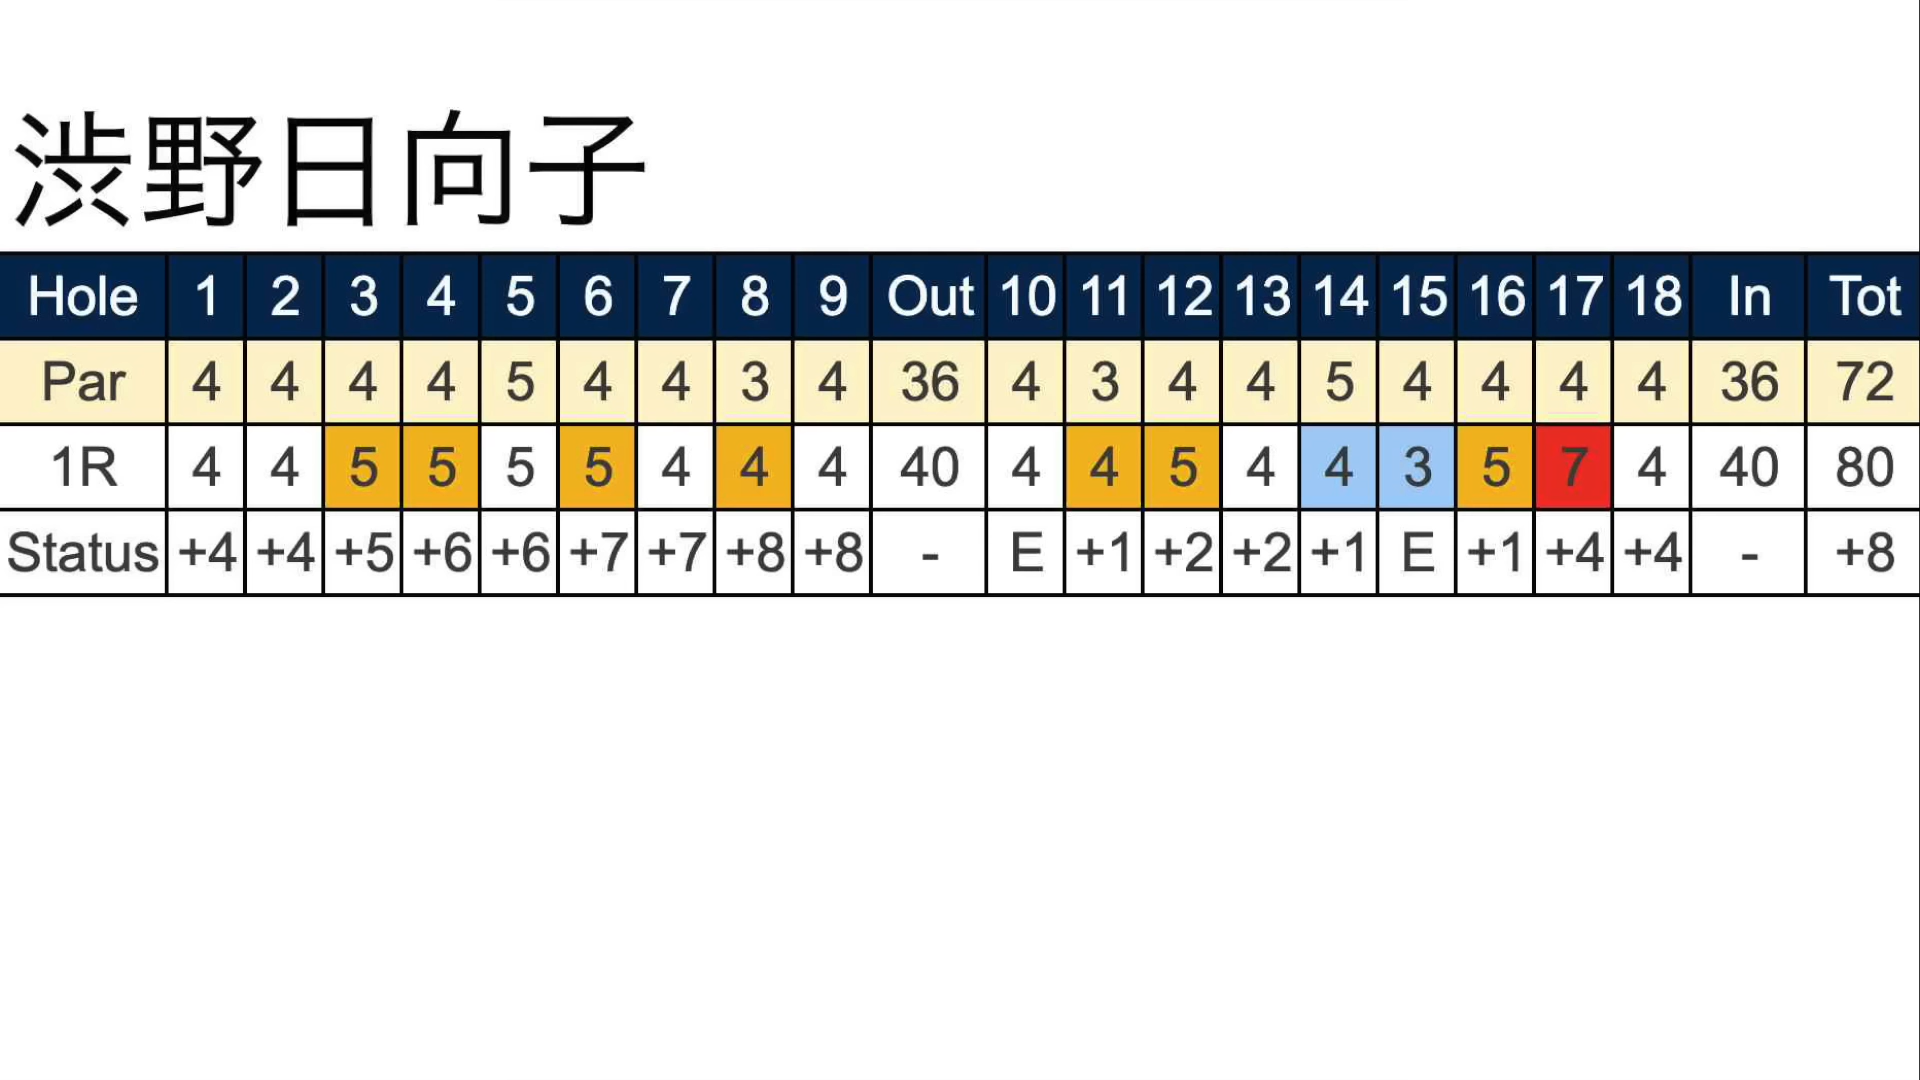 渋野日向子
Hole 1 2 3 4 5 6 7 8 9 Out 10 11 12 13 14 15 16 17 18 In Tot
Par 4 4 4 4 5 4 4 3 4 36 4 3 4 4 5 4 4 4 4 36 72
1R 4 4 5 5 5 5 4 4 4 40 4 4 5 4 4 3 5 7 4 40 80
Status +4 +4 +5 +6 +6 +7 +7 +8 +8 - E +1 +2 +2 +1 E +1 +4 +4 - +8